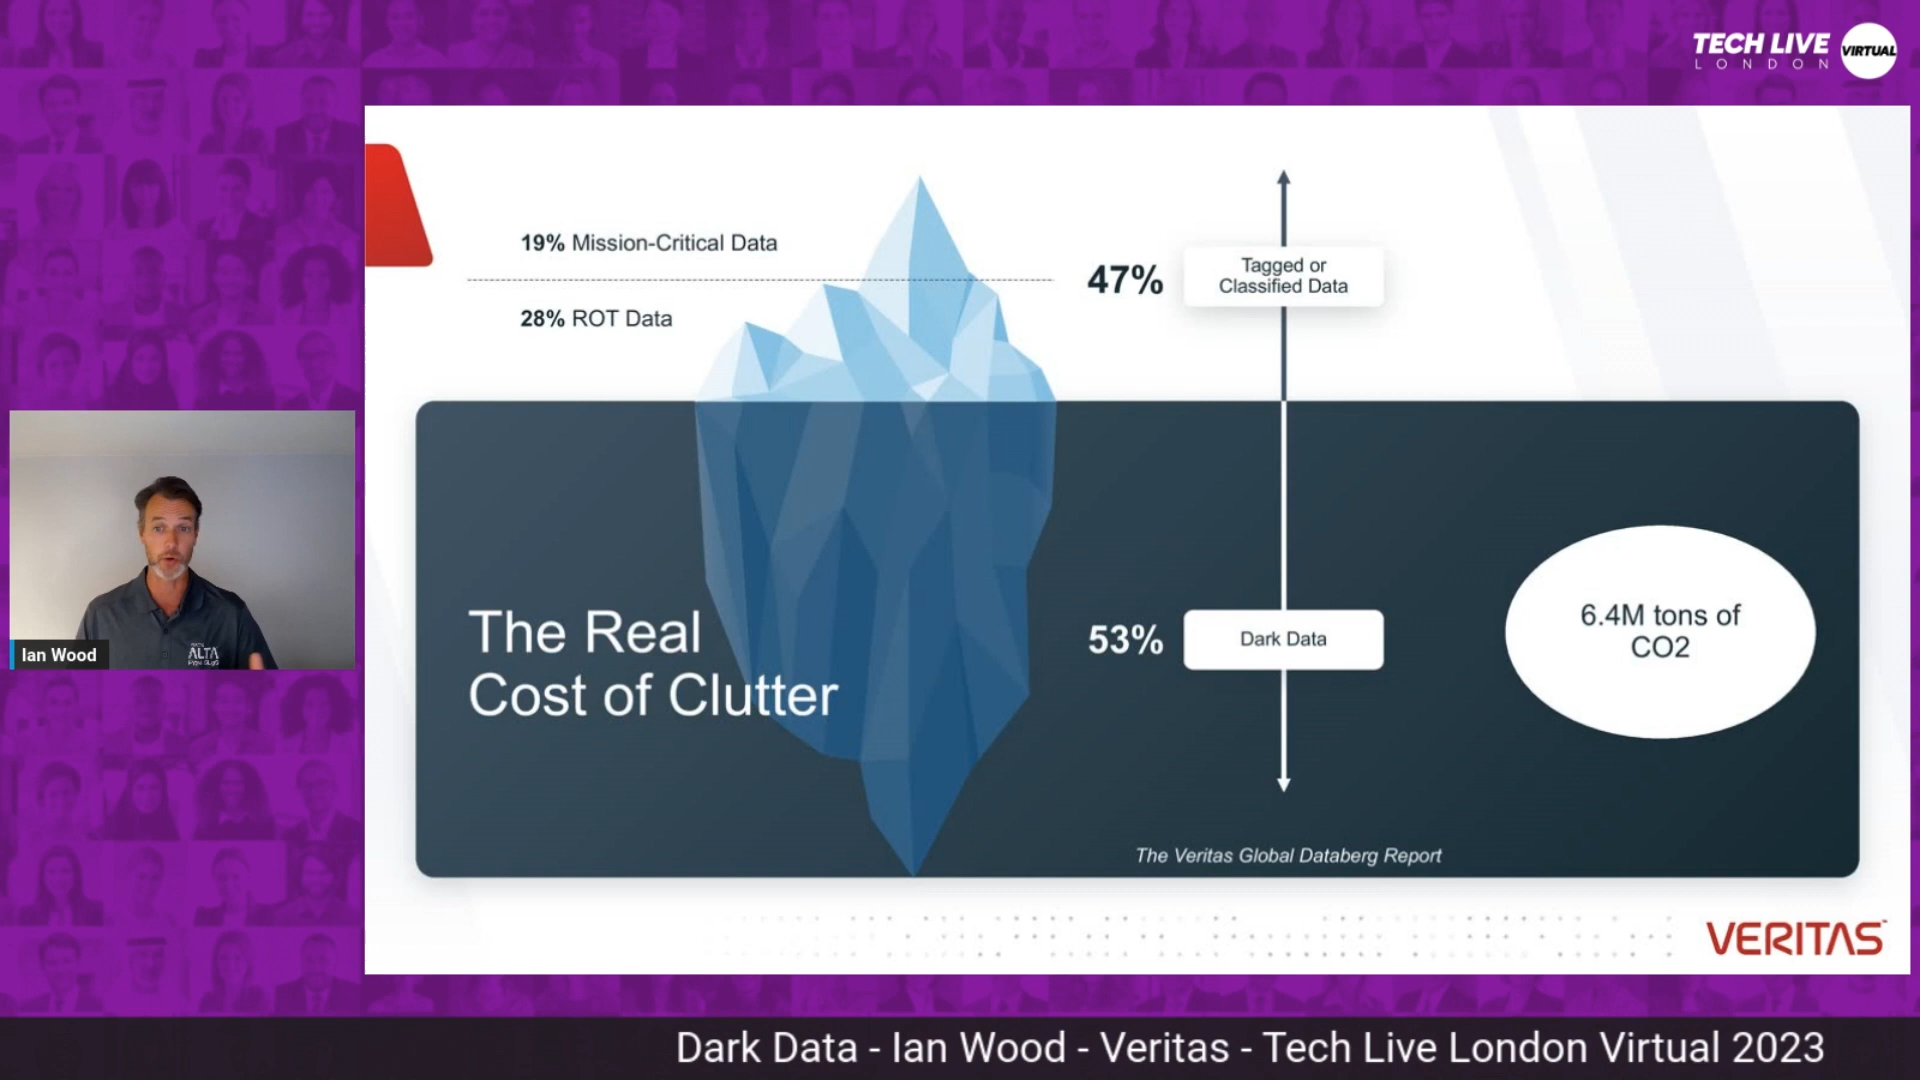 TECH LIVE
LONDON
VIRTUAL
19% Mission-Critical Data
28% ROT Data
47%
Tagged or
Classified Data
The Real
Cost of Clutter
53%
Dark Data
6.4M tons of
CO2
The Veritas Global Databerg Report
VERITAS
ALTA
Ian Wood
Dark Data - Ian Wood - Veritas - Tech Live London Virtual 2023